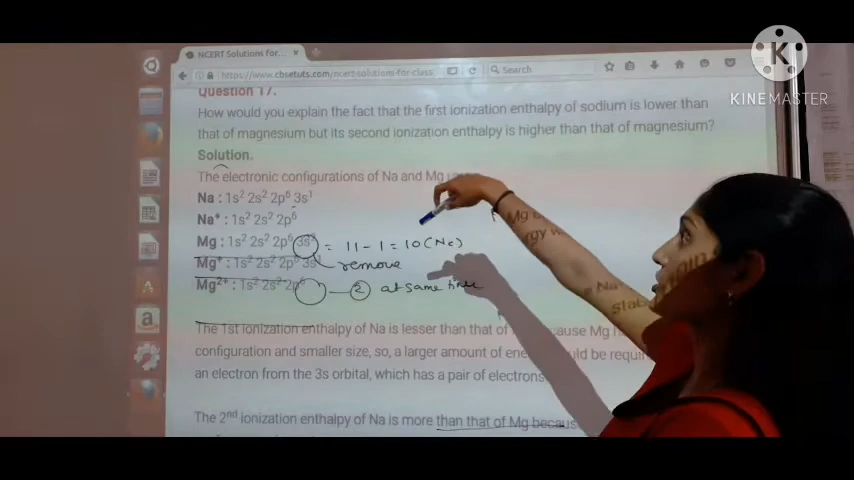 NCERT Solutions for...
https://www.cbsetuts.com/ncert-solutions-for-class
Search
K
KINEMASTER
Question 17.
How would you explain the fact that the first ionization enthalpy of sodium is lower than
that of magnesium but its second ionization enthalpy is higher than that of magnesium?
Solution.
The electronic configurations of Na and Mg
Na : 1s² 2s² 2p⁶ 3s¹
Na⁺ : 1s² 2s² 2p⁶
Mg : 1s² 2s² 2p⁶ 3s² = 11 - 1 = 10 (Ne)
Mg⁺ : 1s² 2s² 2p⁶ 3s¹ remove
Mg²⁺ : 1s² 2s² 2p⁶ — 2 at same time
The 1st ionization enthalpy of Na is lesser than that of
configuration and smaller size, so, a larger amount of
an electron from the 3s orbital, which has a pair of electrons.
The 2nd ionization enthalpy of Na is more than that of Mg because